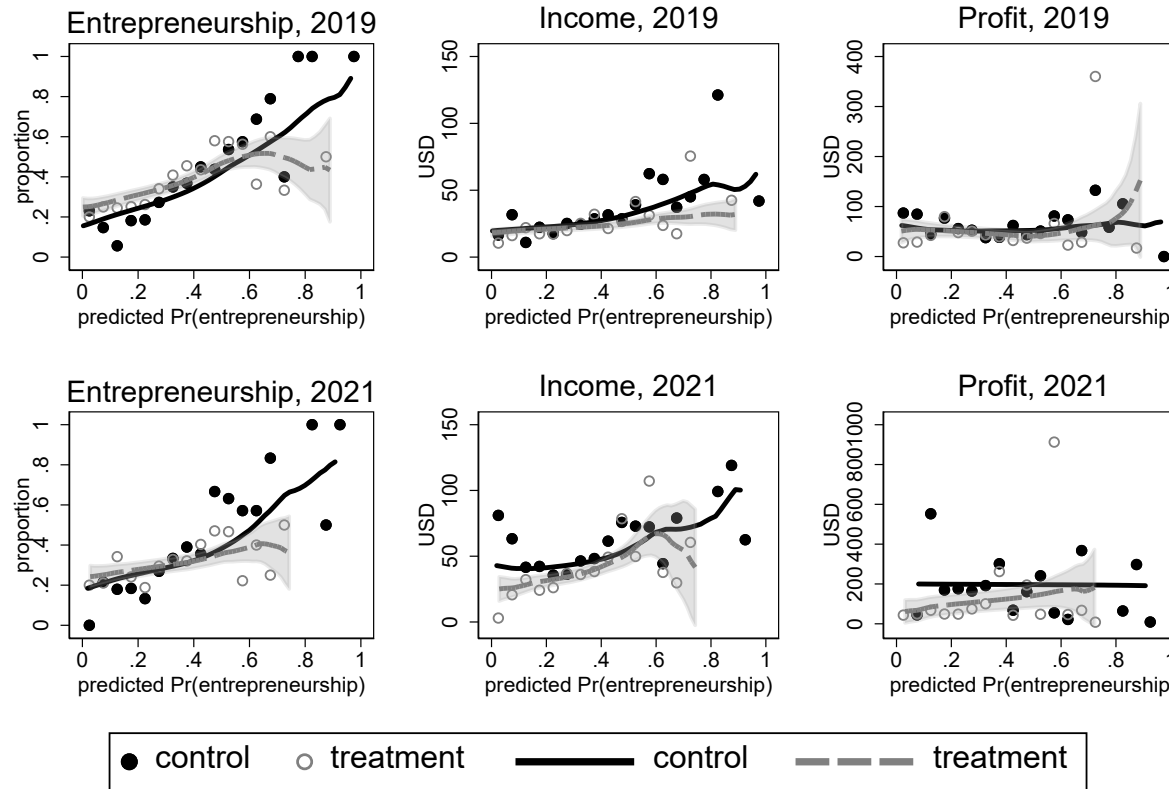 Entrepreneurship, 2019
proportion
0 .2 .4 .6 .8 1
0 .2 .4 .6 .8 1
predicted Pr(entrepreneurship)
Income, 2019
USD
0 50 100 150
0 .2 .4 .6 .8 1
predicted Pr(entrepreneurship)
Profit, 2019
USD
0 100 200 300 400
0 .2 .4 .6 .8 1
predicted Pr(entrepreneurship)
Entrepreneurship, 2021
proportion
0 .2 .4 .6 .8 1
0 .2 .4 .6 .8 1
predicted Pr(entrepreneurship)
Income, 2021
USD
0 50 100 150
0 .2 .4 .6 .8 1
predicted Pr(entrepreneurship)
Profit, 2021
USD
0 200 400 600 8001000
0 .2 .4 .6 .8 1
predicted Pr(entrepreneurship)
control treatment control treatment